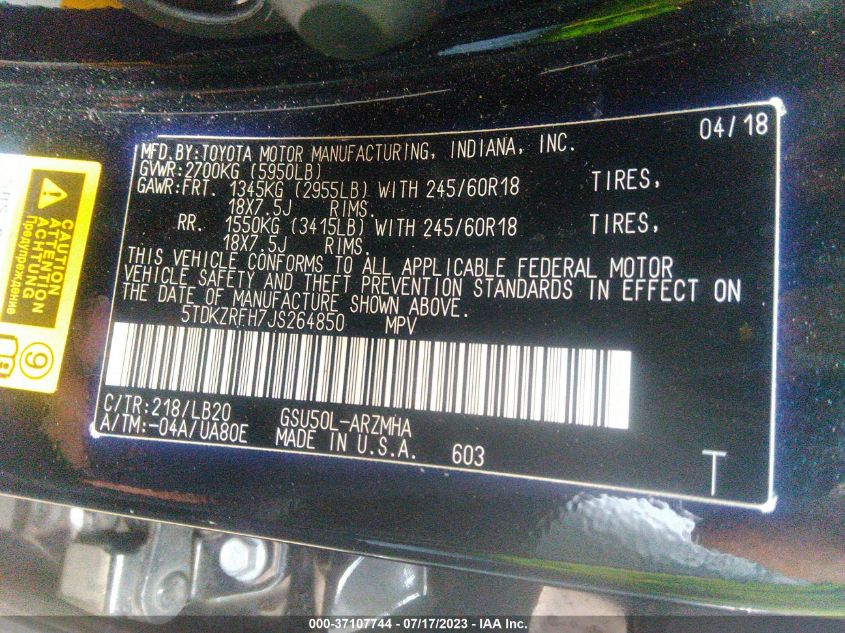 04/18
MFD.BY:TOYOTA MOTOR MANUFACTURING, INDIANA, INC.
GVWR:2700KG (5950LB)
GAWR:FRT. 1345KG (2955LB) WITH 245/60R18 TIRES,
18X7.5J RIMS.
RR. 1550KG (3415LB) WITH 245/60R18 TIRES,
18X7.5J RIMS.
THIS VEHICLE CONFORMS TO ALL APPLICABLE FEDERAL MOTOR
VEHICLE SAFETY AND THEFT PREVENTION STANDARDS IN EFFECT ON
THE DATE OF MANUFACTURE SHOWN ABOVE.
5TDKZRFH7JS264850 MPV
C/TR:218/LB20 GSU50L-ARZMHA
A/TM:-04A/UA80E MADE IN U.S.A. 603
T
CAUTION
ATTENTION
ACHTUNG
Предупреждение
9
000-37107744 / 07/17/2023 - IAA Inc.